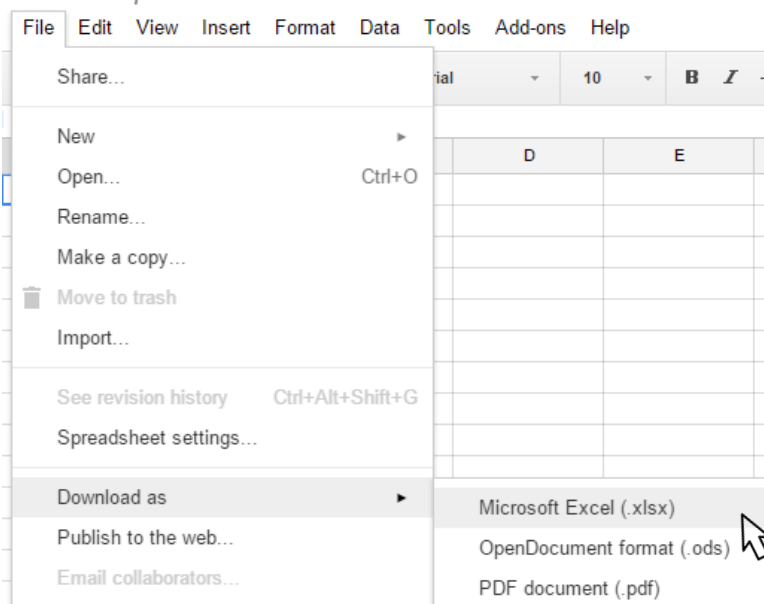 File Edit View Insert Format Data Tools Add-ons Help
Share...
rial 10 B I
New
D E
Open... Ctrl+O
Rename...
Make a copy...
Move to trash
Import...
See revision history Ctrl+Alt+Shift+G
Spreadsheet settings...
Download as
Microsoft Excel (.xlsx)
Publish to the web...
OpenDocument format (.ods)
Email collaborators...
PDF document (.pdf)